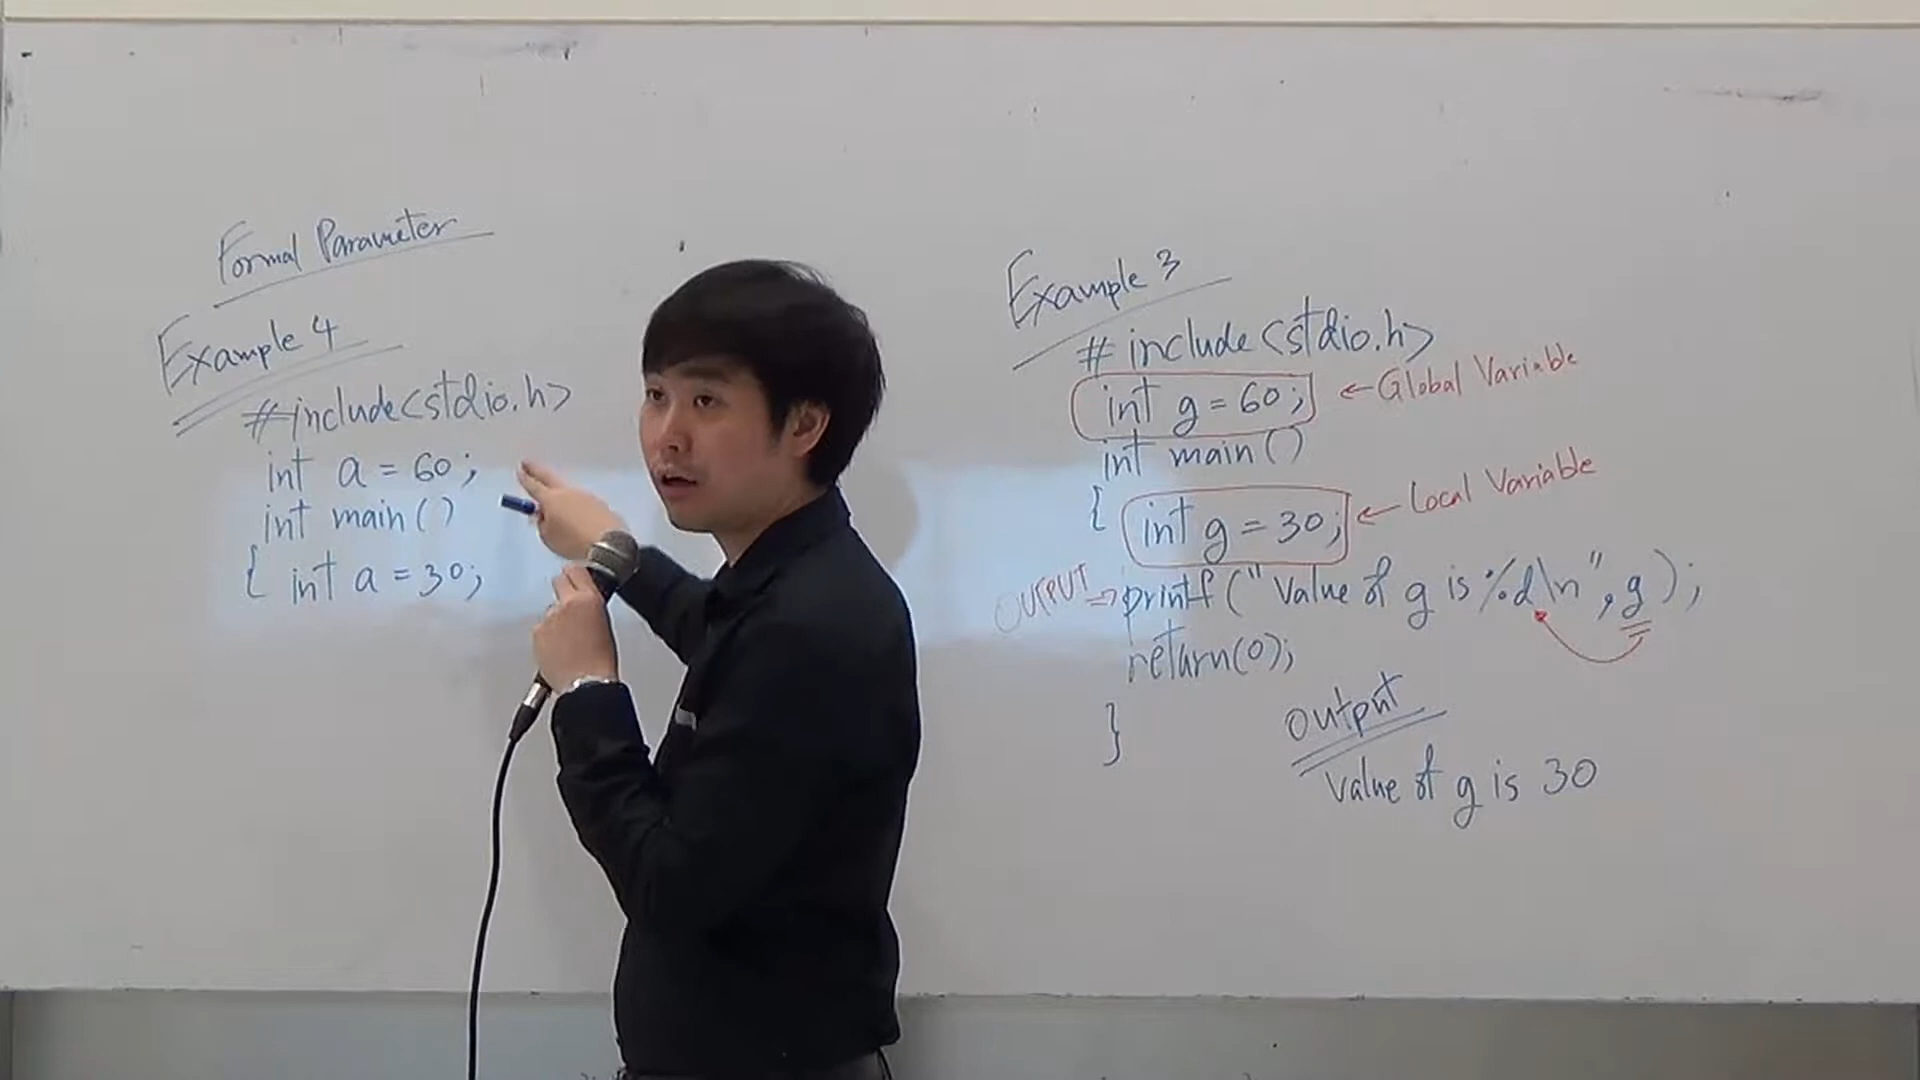 Formal Parameter
Example 4
#include<stdio.h>
int a = 60;
int main()
{ int a = 30;
Example 3
# include<stdio.h>
int g = 60; ← Global Variable
int main()
{ int g = 30; ← Local Variable
OUTPUT ⇒ printf ("Value of g is %d\n", g);
return(0);
}
Output
Value of g is 30